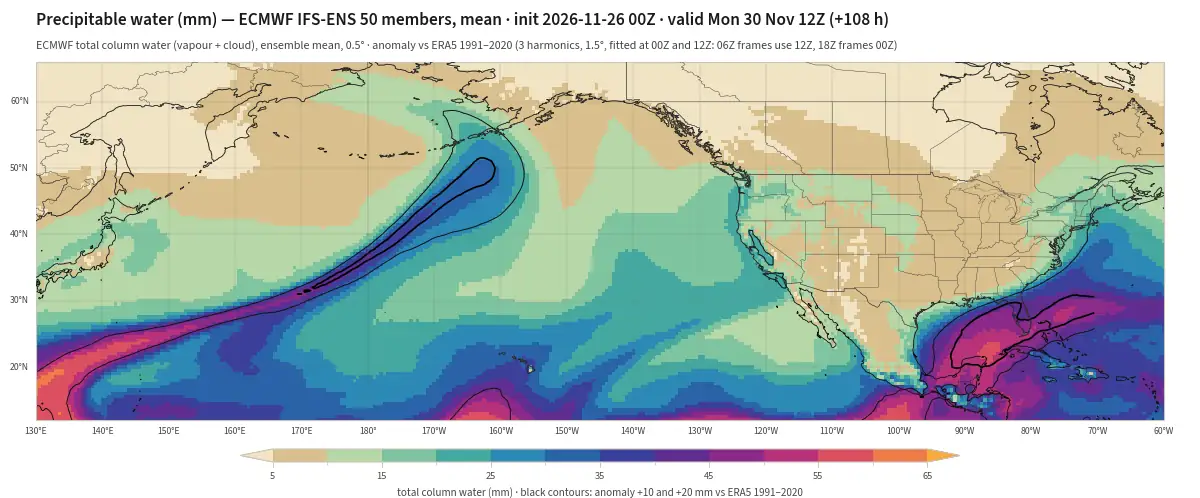 Precipitable water (mm) — ECMWF IFS-ENS 50 members, mean · init 2026-11-26 00Z · valid Mon 30 Nov 12Z (+108 h)
ECMWF total column water (vapour + cloud), ensemble mean, 0.5° · anomaly vs ERA5 1991–2020 (3 harmonics, 1.5°, fitted at 00Z and 12Z: 06Z frames use 12Z, 18Z frames 00Z)
60°N
50°N
40°N
30°N
20°N
130°E 140°E 150°E 160°E 170°E 180° 170°W 160°W 150°W 140°W 130°W 120°W 110°W 100°W 90°W 80°W 70°W 60°W
5 15 25 35 45 55 65
total column water (mm) · black contours: anomaly +10 and +20 mm vs ERA5 1991–2020